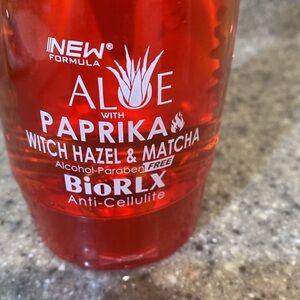 NEW®
FORMULA
ALOE
WITH
PAPRIKA
WITCH HAZEL & MATCHA
Alcohol-Paraben FREE
BioRLX
Anti-Cellulite